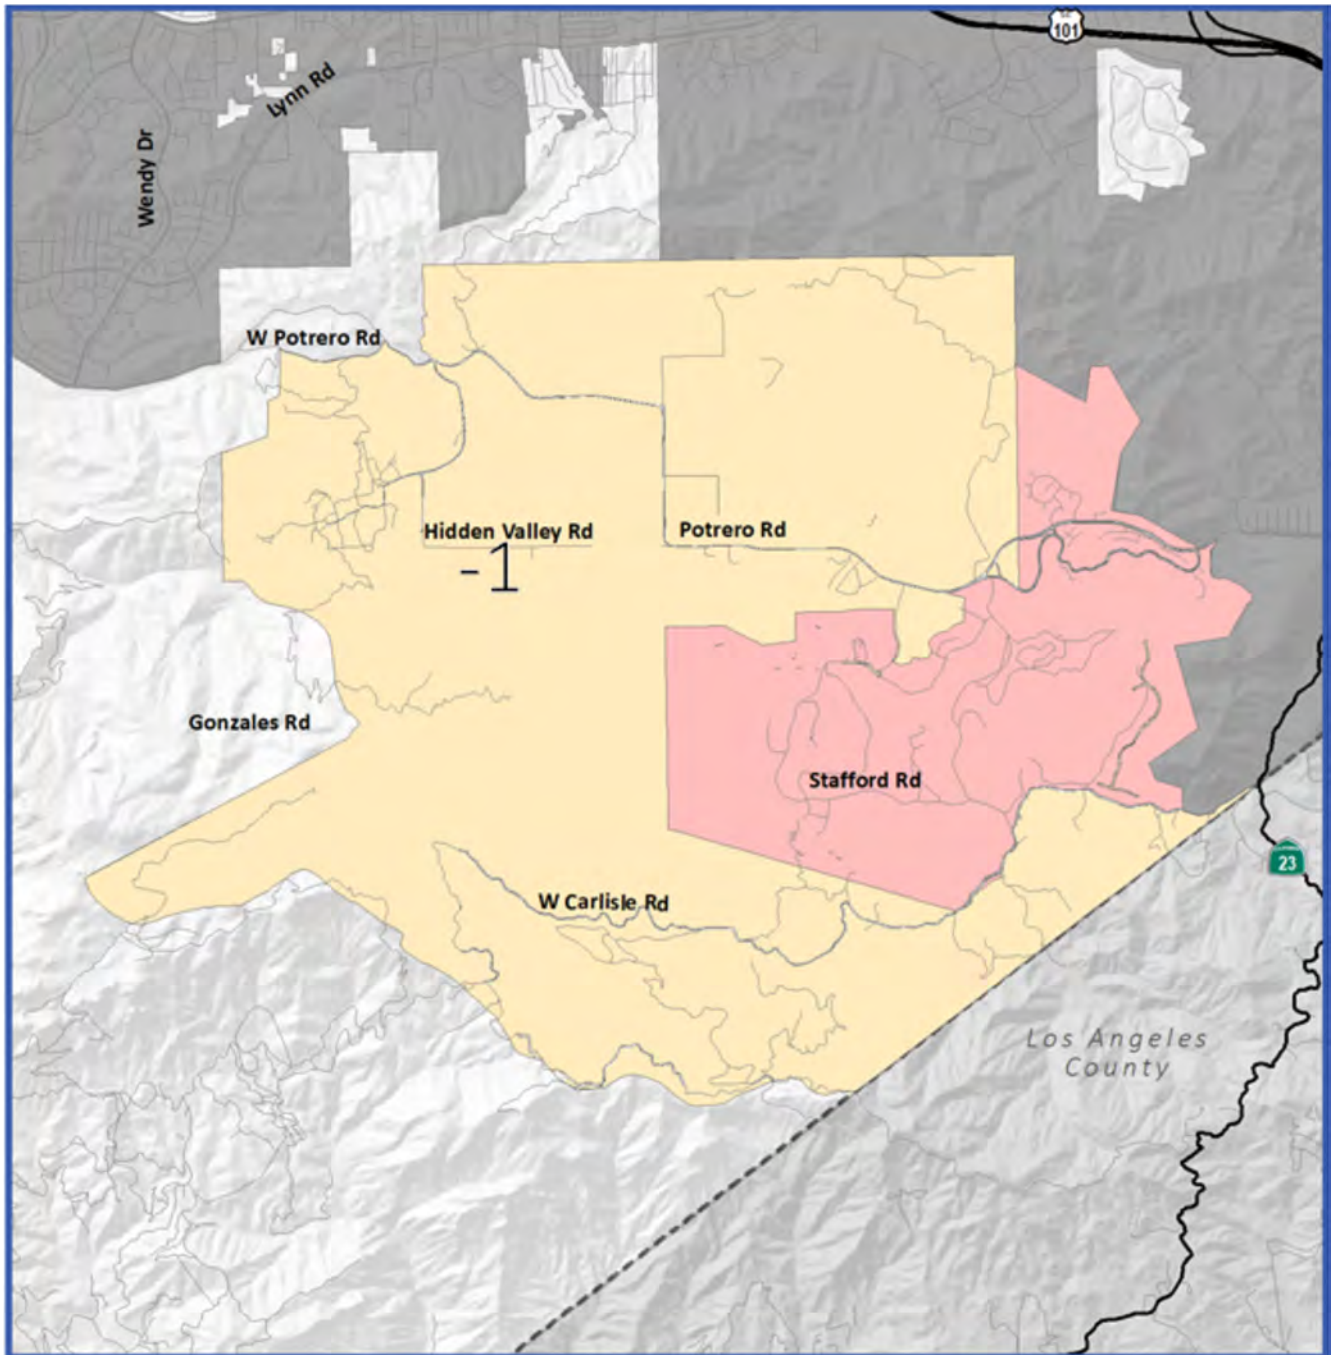 101
Lynn Rd
Wendy Dr
W Potrero Rd
Hidden Valley Rd
Potrero Rd
-1
Gonzales Rd
Stafford Rd
23
W Carlisle Rd
Los Angeles
County